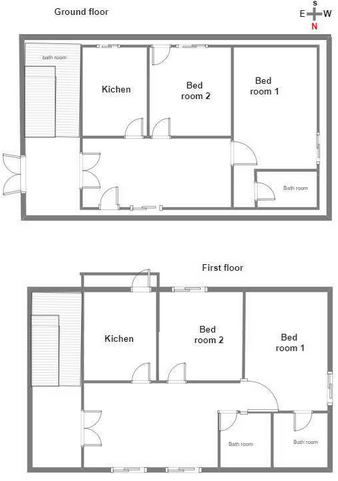 Ground floor
S
E W
N
bath room
Kichen
Bed
room 2
Bed
room 1
Bath room
First floor
Kichen
Bed
room 2
Bed
room 1
Bath room
Bath room